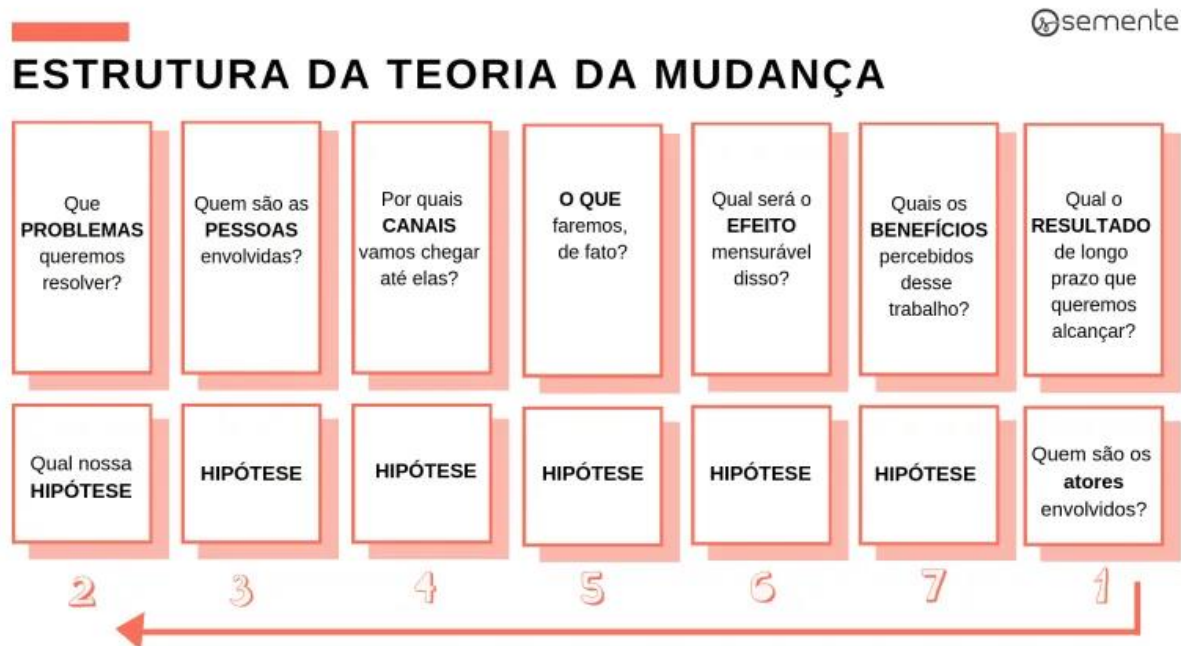 semente
ESTRUTURA DA TEORIA DA MUDANÇA
Que
PROBLEMAS
queremos
resolver?
Quem são as
PESSOAS
envolvidas?
Por quais
CANAIS
vamos chegar
até elas?
O QUE
faremos,
de fato?
Qual será o
EFEITO
mensurável
disso?
Quais os
BENEFÍCIOS
percebidos
desse
trabalho?
Qual o
RESULTADO
de longo
prazo que
queremos
alcançar?
Qual nossa
HIPÓTESE
HIPÓTESE
HIPÓTESE
HIPÓTESE
HIPÓTESE
HIPÓTESE
Quem são os
atores
envolvidos?
2
3
4
5
6
7
1